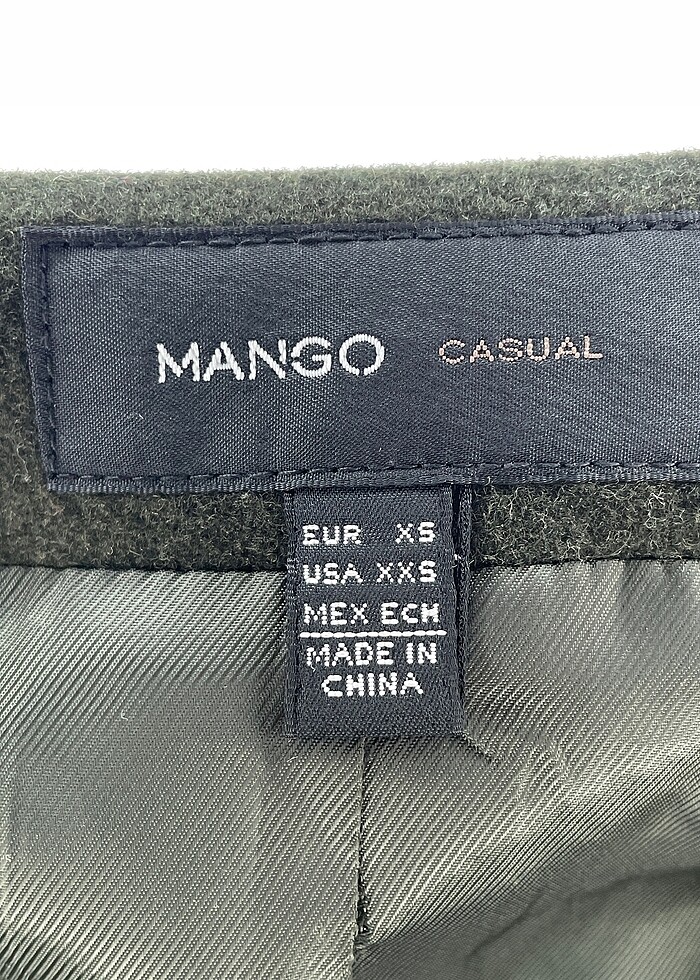 MANGO CASUAL
EUR XS
USA XXS
MEX ECH
MADE IN
CHINA